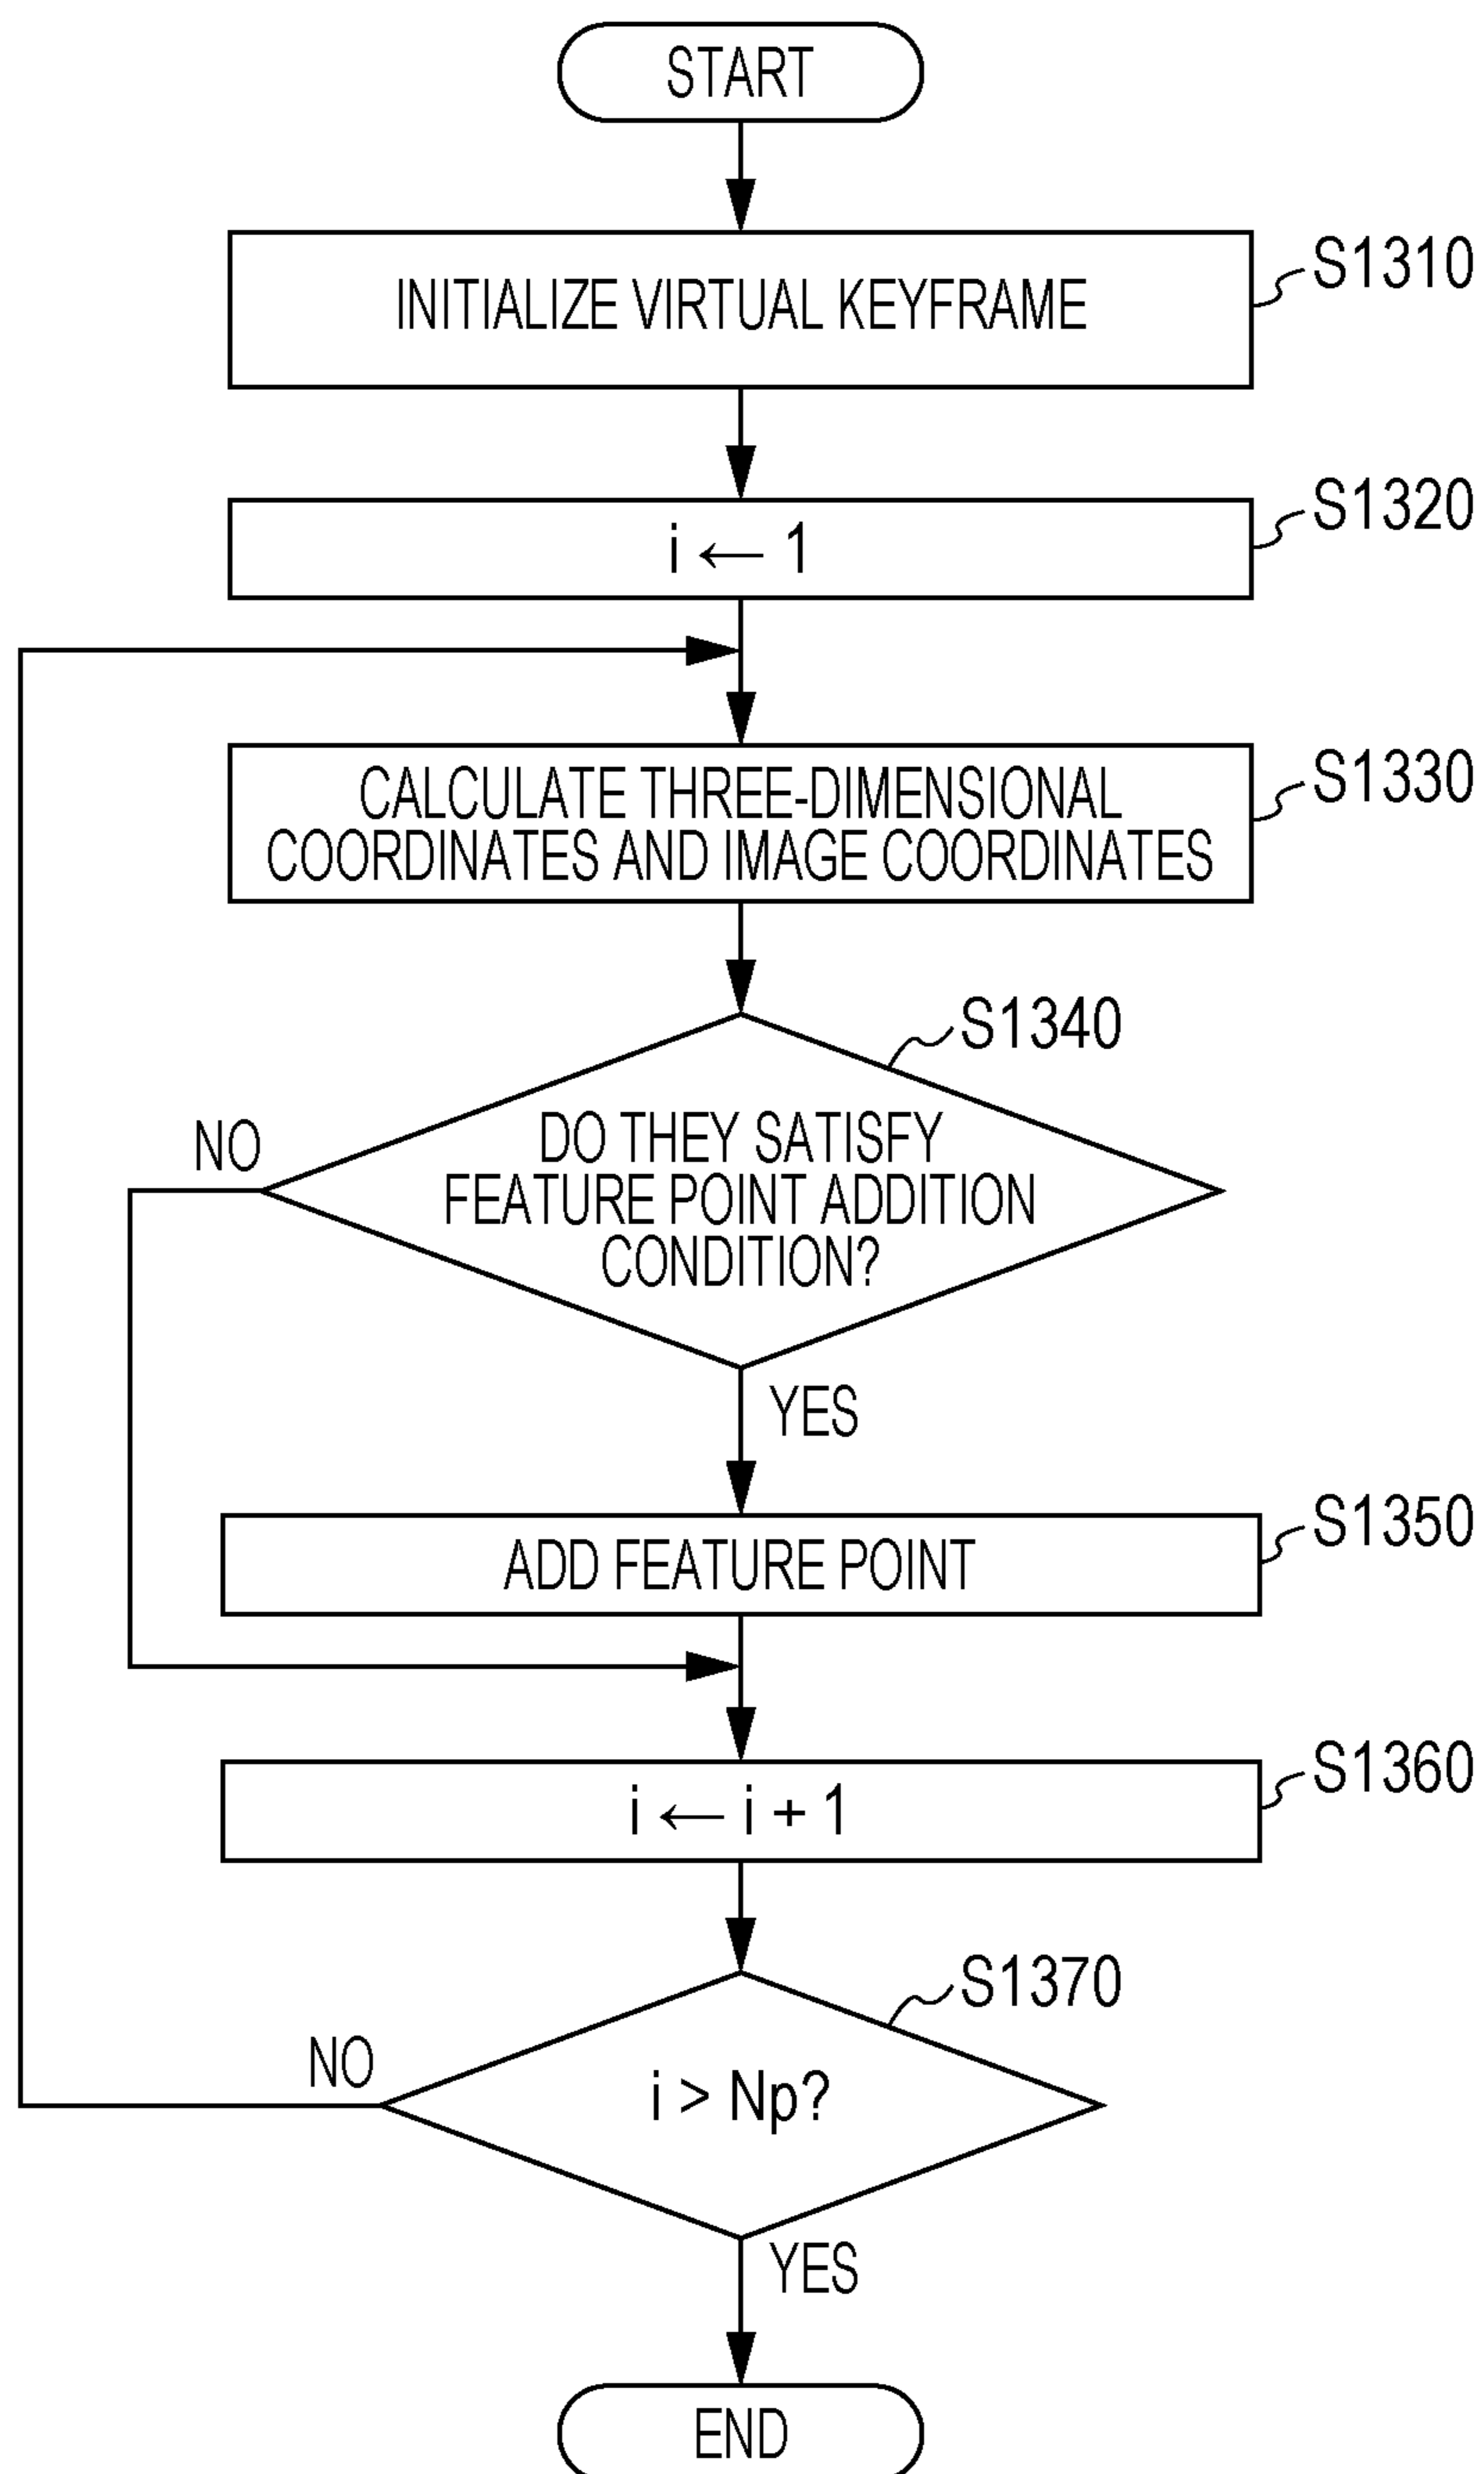 START
INITIALIZE VIRTUAL KEYFRAME
S1310
i ← 1
S1320
CALCULATE THREE-DIMENSIONAL
COORDINATES AND IMAGE COORDINATES
S1330
S1340
DO THEY SATISFY
FEATURE POINT ADDITION
CONDITION?
NO
YES
ADD FEATURE POINT
S1350
i ← i + 1
S1360
S1370
i > Np?
NO
YES
END